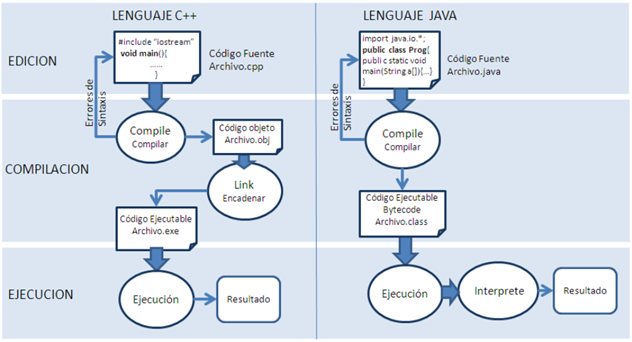 LENGUAJE C++
LENGUAJE JAVA
EDICION
#include "iostream"
void main(){
......
}
Código Fuente
Archivo.cpp
Errores de
Sintaxis
import java.io.*;
public class Prog{
public static void
main(String a[]){...}
}
Código Fuente
Archivo.java
Errores de
Sintaxis
COMPILACION
Compile
Compilar
Código objeto
Archivo.obj
Link
Encadenar
Código Ejecutable
Archivo.exe
Compile
Compilar
Código Ejecutable
Bytecode
Archivo.class
EJECUCION
Ejecución
Resultado
Ejecución
Interprete
Resultado